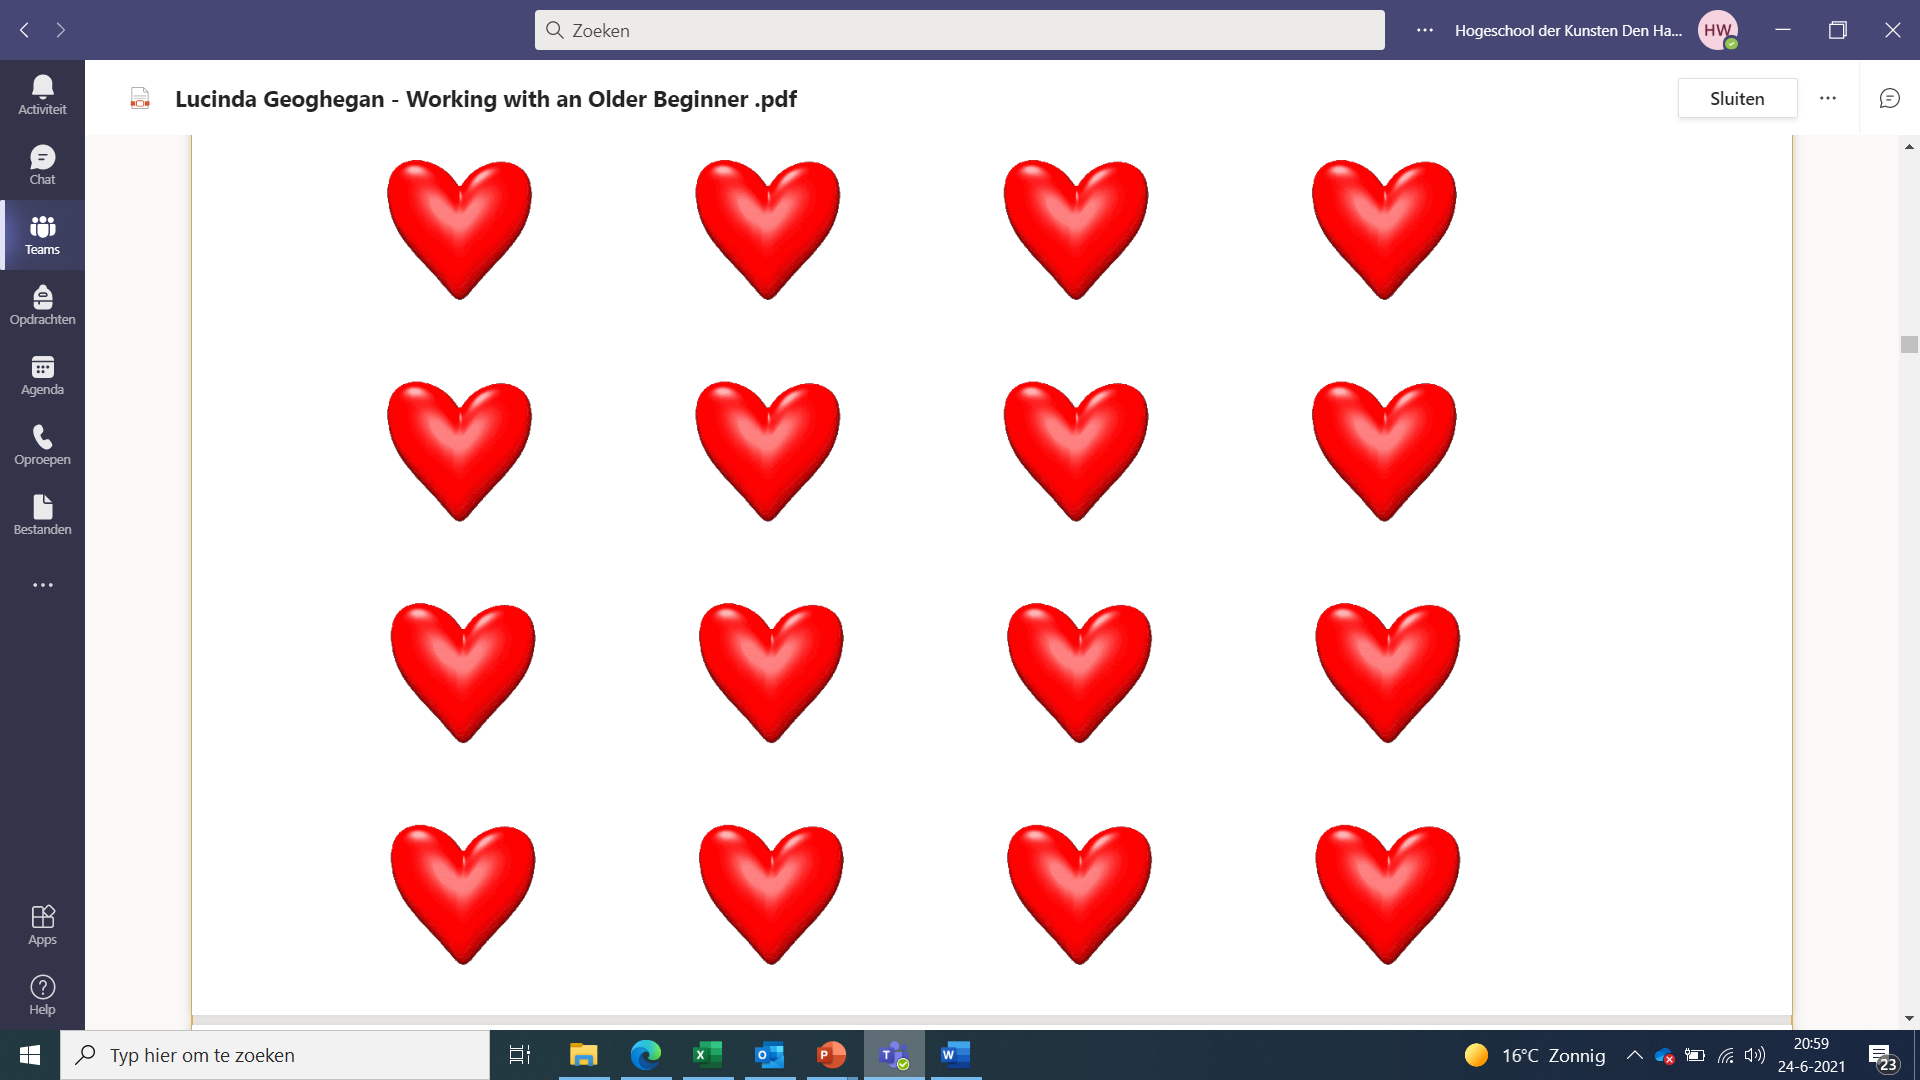 Zoeken
Hogeschool der Kunsten Den Ha...
HW
Activiteit
Chat
Teams
Opdrachten
Agenda
Oproepen
Bestanden
Apps
Help
Lucinda Geoghegan - Working with an Older Beginner .pdf
Sluiten
Typ hier om te zoeken
16°C Zonnig
20:59
24-6-2021
23